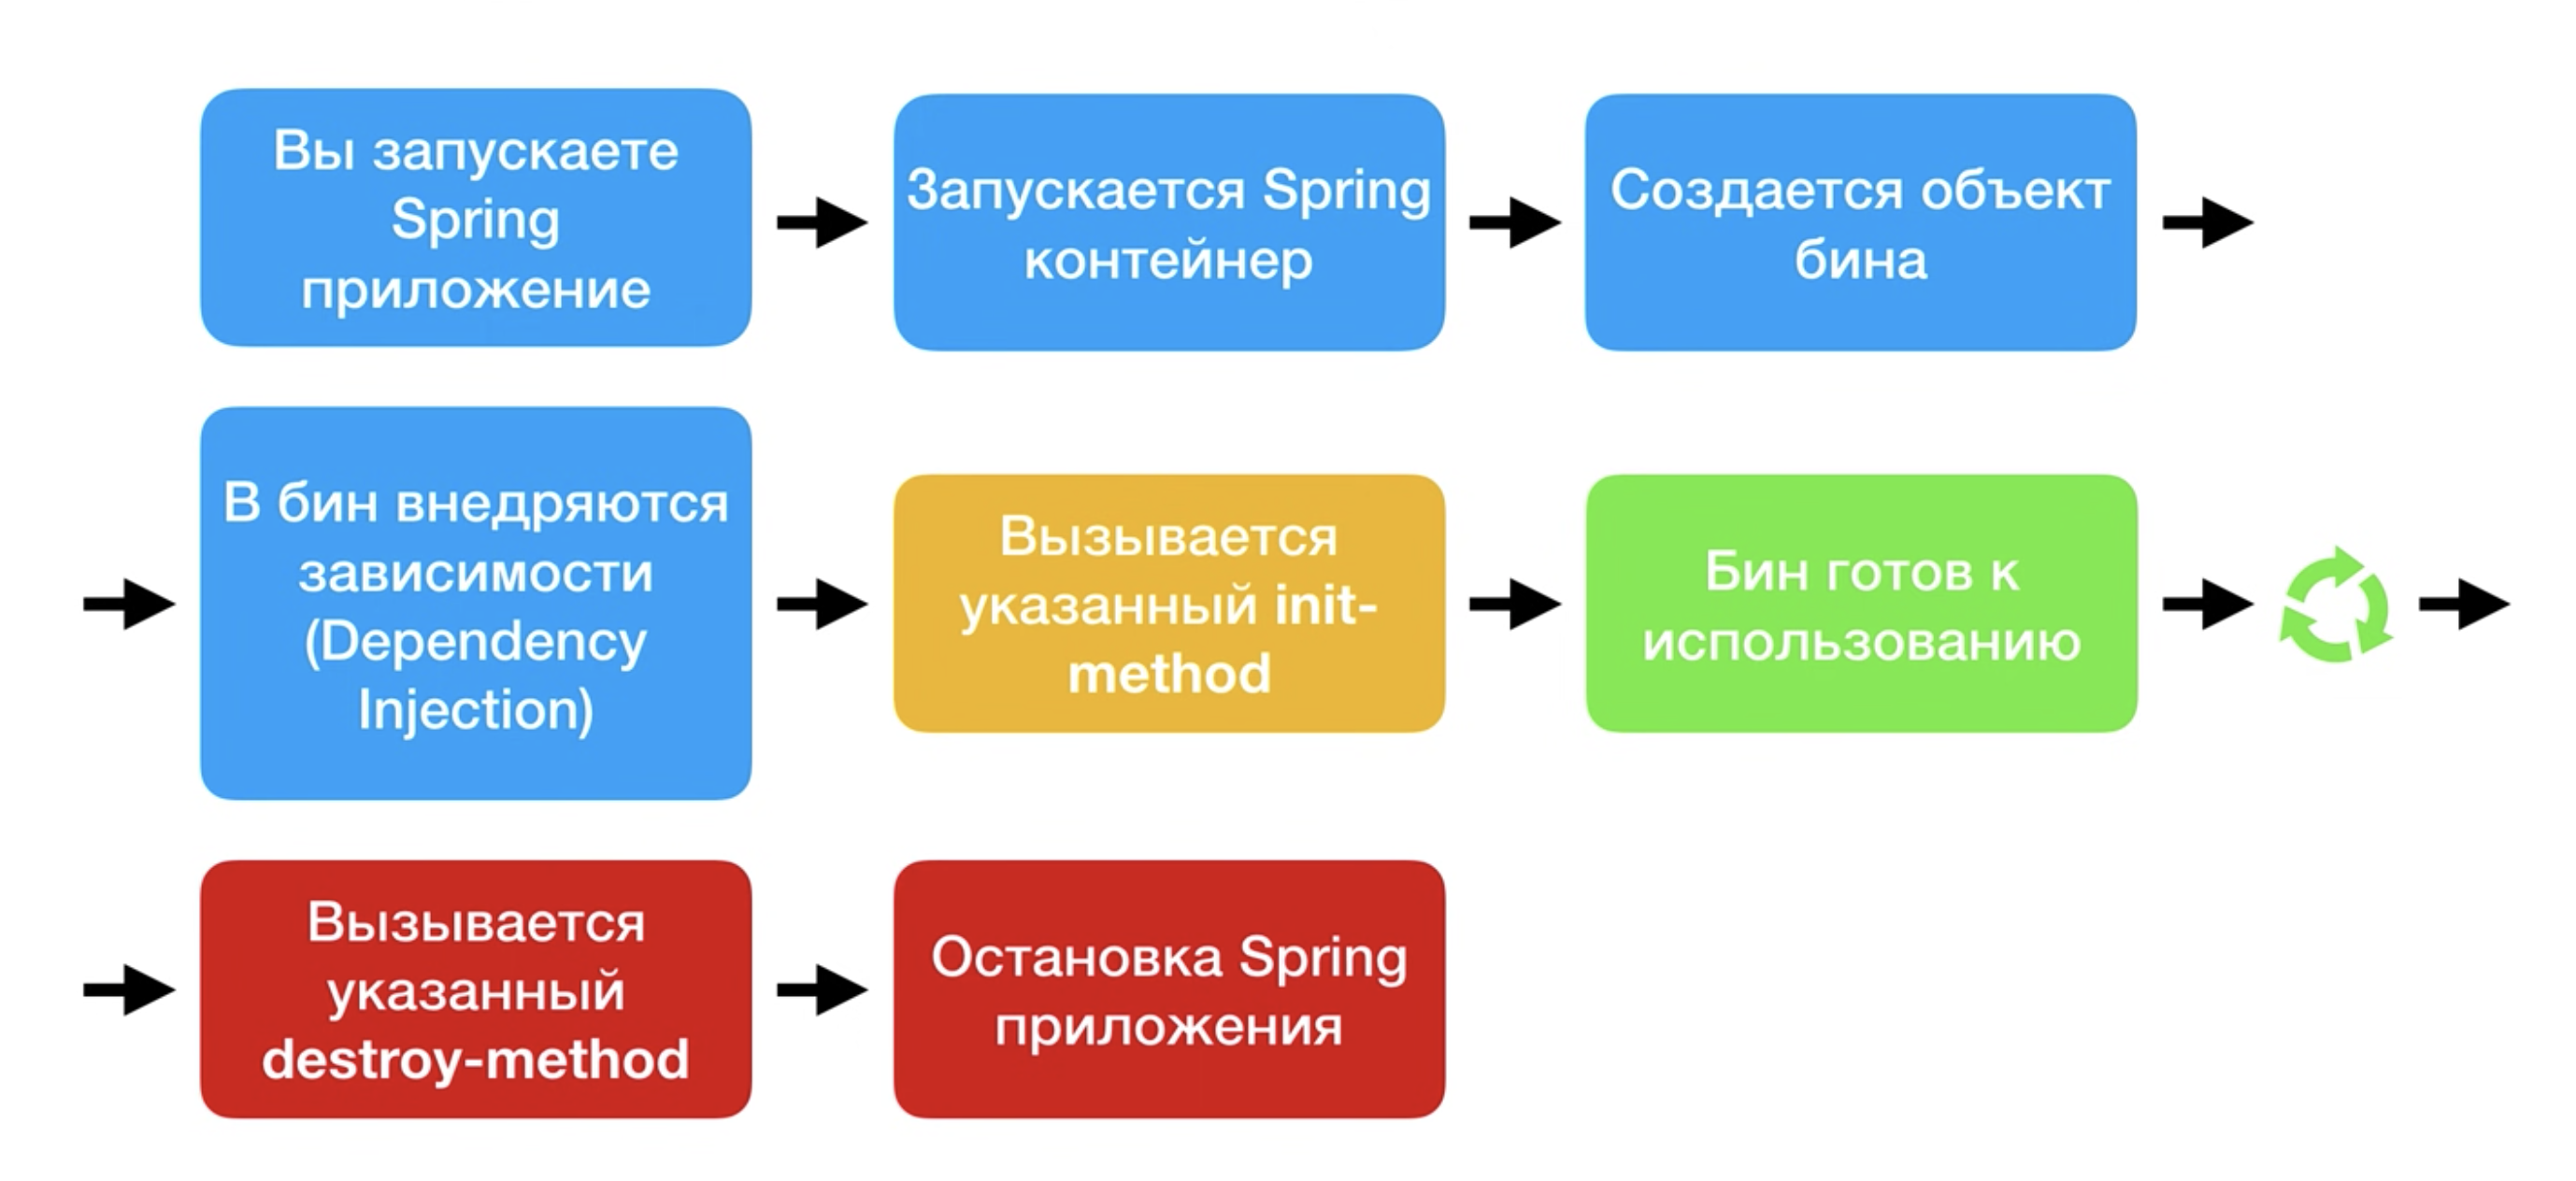 Вы запускаете
Spring
приложение
Запускается Spring
контейнер
Создается объект
бина
В бин внедряются
зависимости
(Dependency
Injection)
Вызывается
указанный init-
method
Бин готов к
использованию
Вызывается
указанный
destroy-method
Остановка Spring
приложения